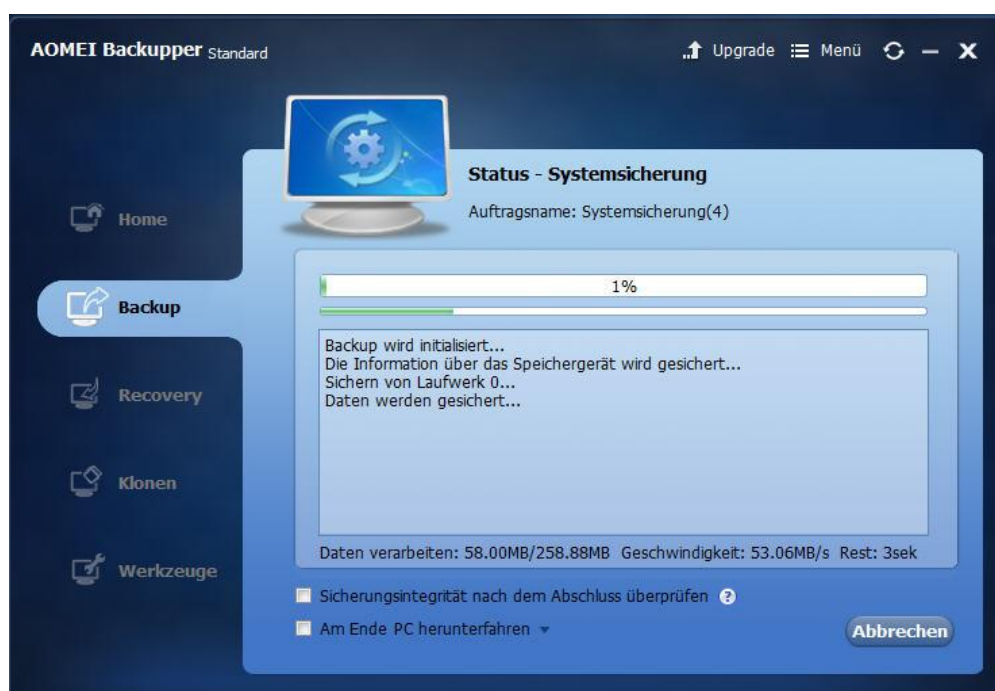 AOMEI Backupper Standard
Upgrade
Menü
Status - Systemsicherung
Auftragsname: Systemsicherung(4)
Home
Backup
Recovery
Klonen
Werkzeuge
1%
Backup wird initialisiert...
Die Information über das Speichergerät wird gesichert...
Sichern von Laufwerk 0...
Daten werden gesichert...
Daten verarbeiten: 58.00MB/258.88MB Geschwindigkeit: 53.06MB/s Rest: 3sek
Sicherungsintegrität nach dem Abschluss überprüfen ?
Am Ende PC herunterfahren
Abbrechen